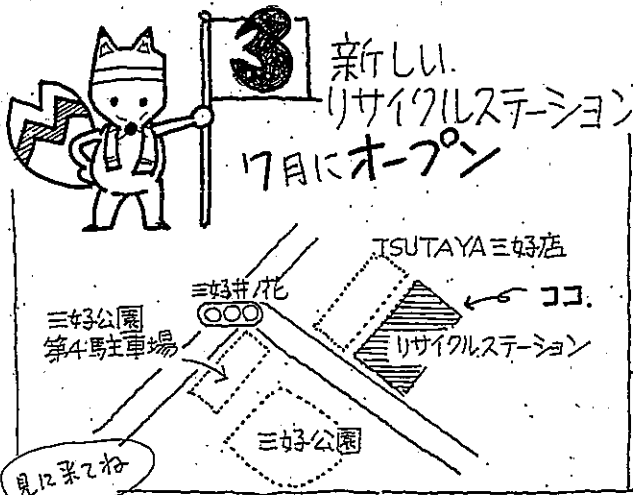 3
新しい
リサイクルステーション
7月にオープン
TSUTAYA三好店
ココ.
三好井ノ花
三好公園
第4駐車場
リサイクルステーション
三好公園
見に来てね